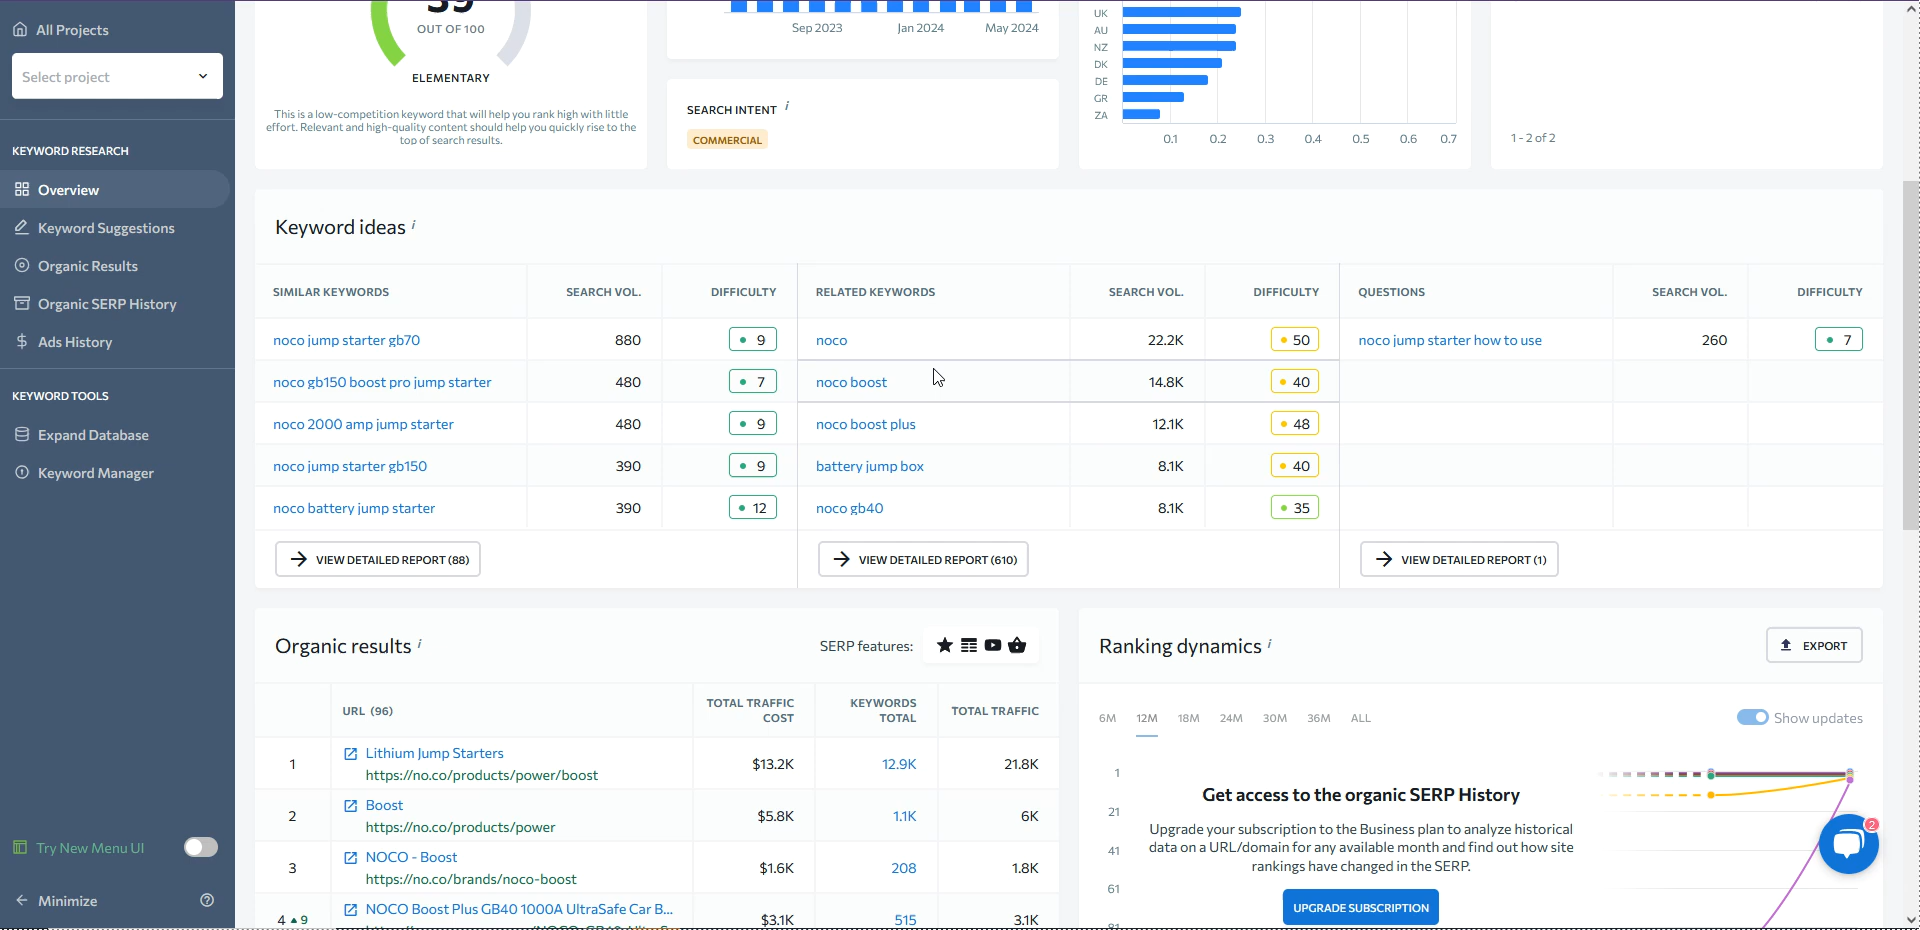 All Projects
Select project
KEYWORD RESEARCH
Overview
Keyword Suggestions
Organic Results
Organic SERP History
Ads History
KEYWORD TOOLS
Expand Database
Keyword Manager
Try New Menu UI
Minimize
39
OUT OF 100
ELEMENTARY
This is a low-competition keyword that will help you rank high with little
effort. Relevant and high-quality content should help you quickly rise to the
top of search results.
Sep 2023 Jan 2024 May 2024
SEARCH INTENT i
COMMERCIAL
UK
AU
NZ
DK
DE
GR
ZA
0.1 0.2 0.3 0.4 0.5 0.6 0.7
1 - 2 of 2
Keyword ideas i
SIMILAR KEYWORDS SEARCH VOL. DIFFICULTY RELATED KEYWORDS SEARCH VOL. DIFFICULTY QUESTIONS SEARCH VOL. DIFFICULTY
noco jump starter gb70 880 9 noco 22.2K 50 noco jump starter how to use 260 7
noco gb150 boost pro jump starter 480 7 noco boost 14.8K 40
noco 2000 amp jump starter 480 9 noco boost plus 12.1K 48
noco jump starter gb150 390 9 battery jump box 8.1K 40
noco battery jump starter 390 12 noco gb40 8.1K 35
VIEW DETAILED REPORT (88) VIEW DETAILED REPORT (610) VIEW DETAILED REPORT (1)
Organic results i
SERP features:
URL (96) TOTAL TRAFFIC COST KEYWORDS TOTAL TOTAL TRAFFIC
1 Lithium Jump Starters $13.2K 12.9K 21.8K
https://no.co/products/power/boost
2 Boost $5.8K 1.1K 6K
https://no.co/products/power
3 NOCO - Boost $1.6K 208 1.8K
https://no.co/brands/noco-boost
4 ▲ 9 NOCO Boost Plus GB40 1000A UltraSafe Car B... $3.1K 515 3.1K
Ranking dynamics i
EXPORT
6M 12M 18M 24M 30M 36M ALL
Show updates
1
21
41
61
81
Get access to the organic SERP History
Upgrade your subscription to the Business plan to analyze historical
data on a URL/domain for any available month and find out how site
rankings have changed in the SERP.
UPGRADE SUBSCRIPTION
2